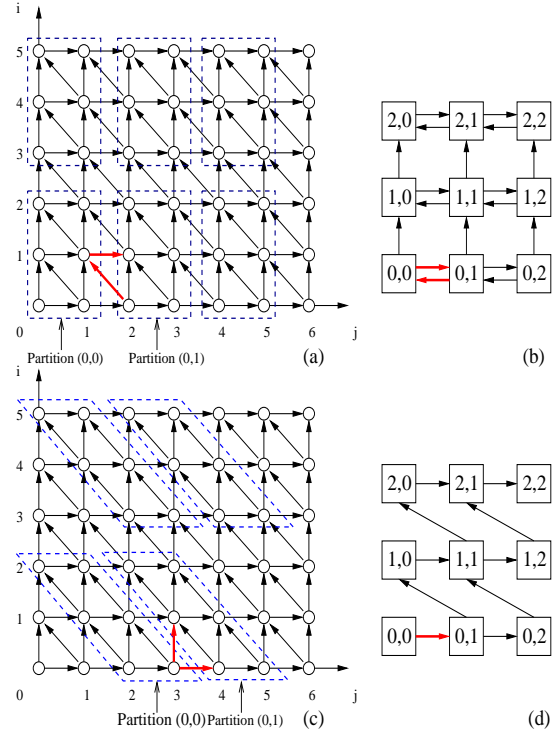 i
5
4
3
2
1
0 1 2 3 4 5 6 j
Partition (0,0) Partition (0,1) (a)
2,0 2,1 2,2
1,0 1,1 1,2
0,0 0,1 0,2
(b)
i
5
4
3
2
1
0 1 2 3 4 5 6 j
Partition (0,0) Partition (0,1) (c)
2,0 2,1 2,2
1,0 1,1 1,2
0,0 0,1 0,2
(d)